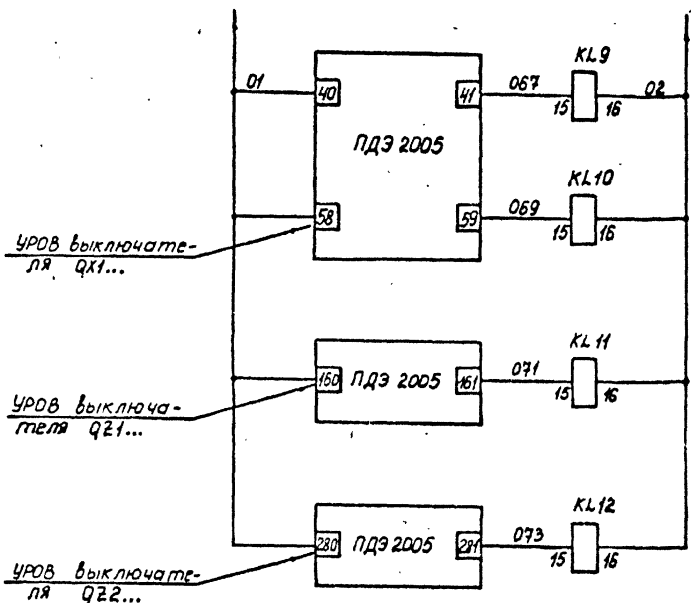 KL9
01
40
41
067
15
16
02
ПДЭ 2005
KL10
58
59
069
15
16
УРОВ выключате-
ля QX1...
KL11
160
ПДЭ 2005
161
071
15
16
УРОВ выключа-
теля QZ1...
KL12
280
ПДЭ 2005
281
073
15
16
УРОВ выключате-
ля QZ2...